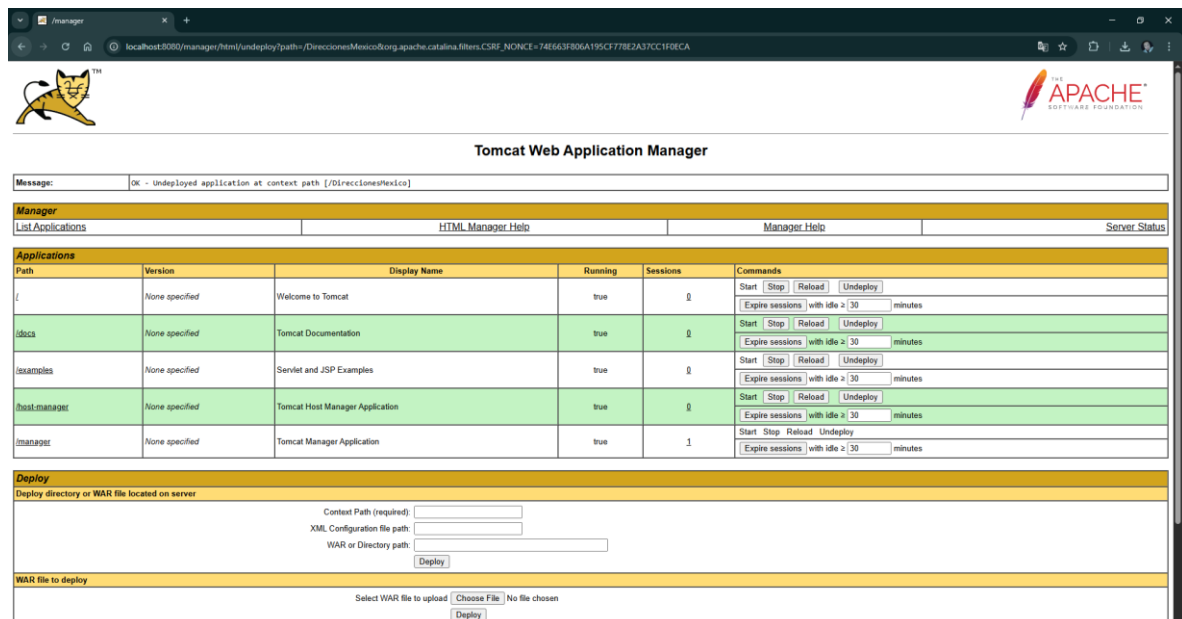 /manager
localhost:8080/manager/html/undeploy?path=/DireccionesMexico&org.apache.catalina.filters.CSRF_NONCE=74E663F806A195CF778E2A37CC1F0ECA
TM
THE
APACHE
SOFTWARE FOUNDATION
Tomcat Web Application Manager
Message: OK - Undeployed application at context path [/DireccionesMexico]
Manager
List Applications HTML Manager Help Manager Help Server Status
Applications
Path Version Display Name Running Sessions Commands
/ None specified Welcome to Tomcat true 0 Start Stop Reload Undeploy
Expire sessions with idle ≥ 30 minutes
/docs None specified Tomcat Documentation true 0 Start Stop Reload Undeploy
Expire sessions with idle ≥ 30 minutes
/examples None specified Servlet and JSP Examples true 0 Start Stop Reload Undeploy
Expire sessions with idle ≥ 30 minutes
/host-manager None specified Tomcat Host Manager Application true 0 Start Stop Reload Undeploy
Expire sessions with idle ≥ 30 minutes
/manager None specified Tomcat Manager Application true 1 Start Stop Reload Undeploy
Expire sessions with idle ≥ 30 minutes
Deploy
Deploy directory or WAR file located on server
Context Path (required):
XML Configuration file path:
WAR or Directory path:
Deploy
WAR file to deploy
Select WAR file to upload Choose File No file chosen
Deploy